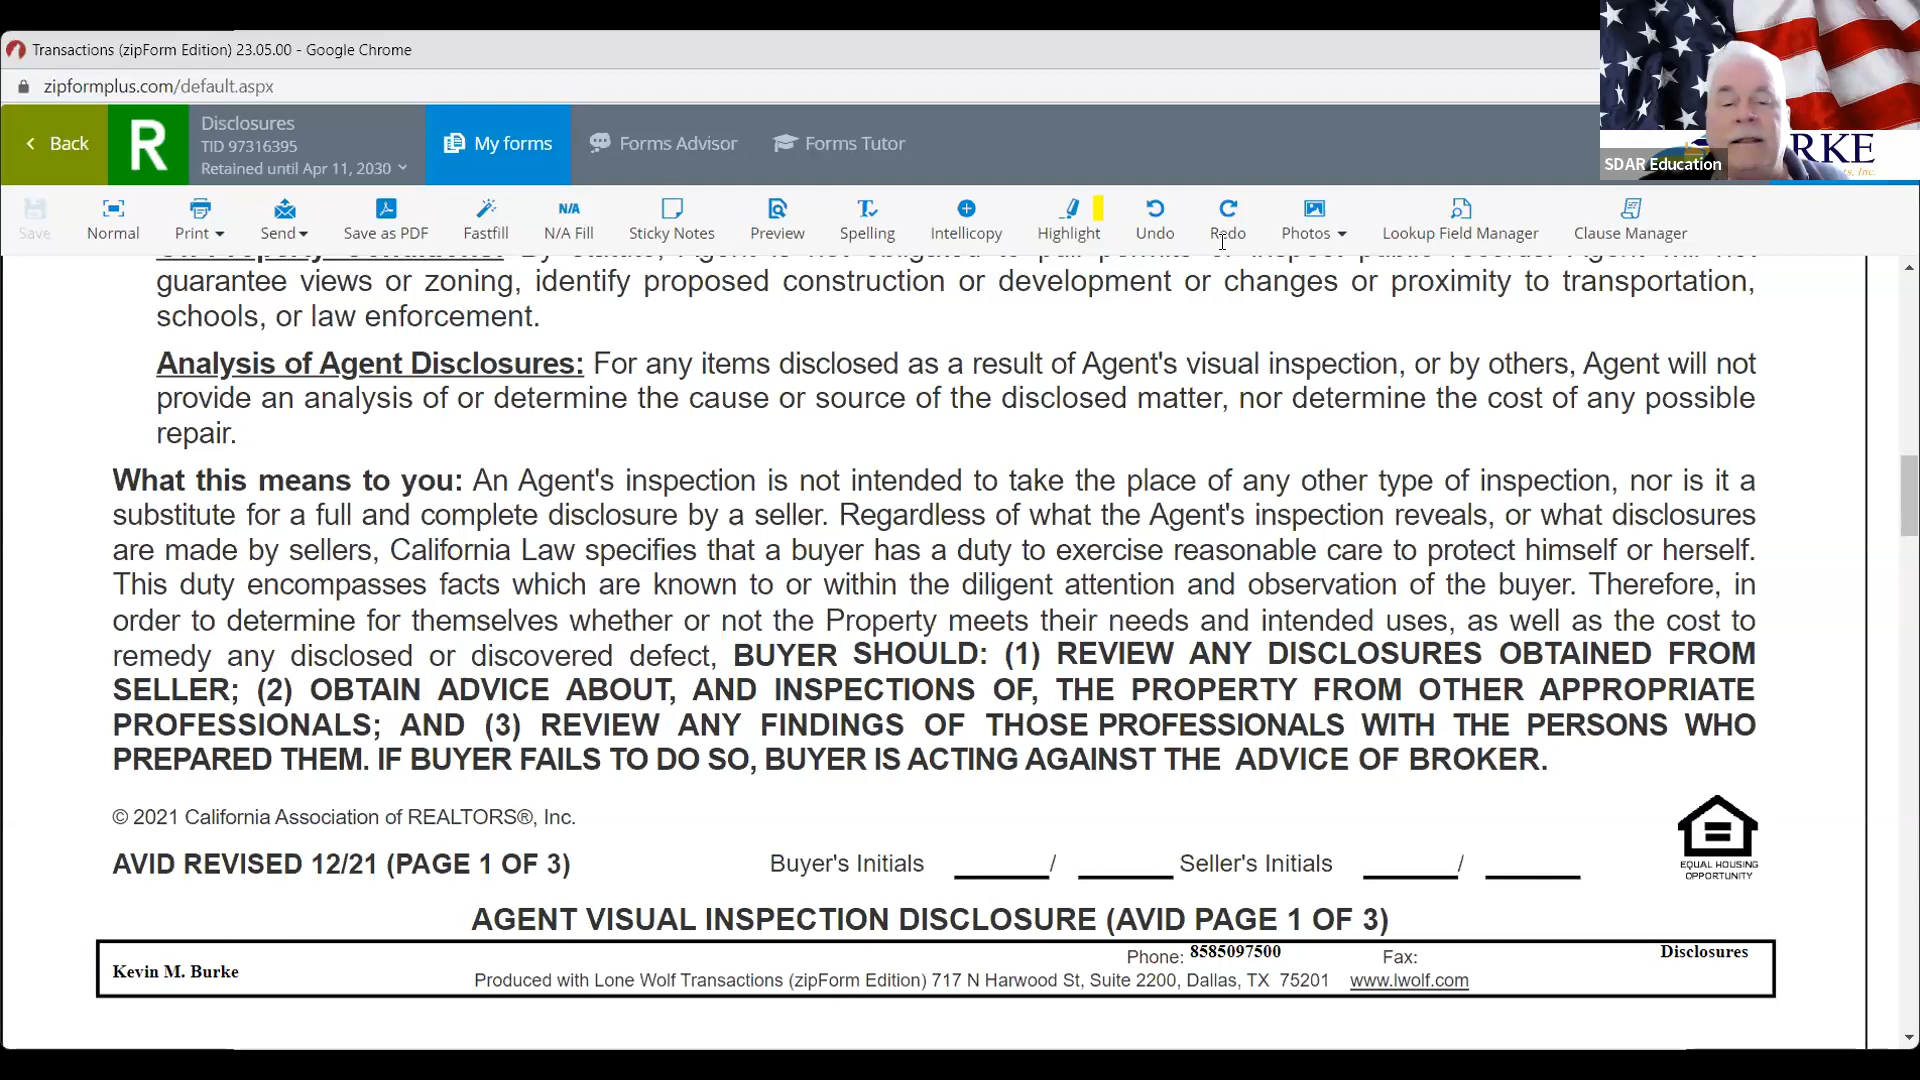 Transactions (zipForm Edition) 23.05.00 - Google Chrome
zipformplus.com/default.aspx
Back
R
Disclosures
TID 97316395
Retained until Apr 11, 2030
My forms
Forms Advisor
Forms Tutor
RKE
SDAR Education
Save
Normal
Print
Send
Save as PDF
N/A
Fastfill
N/A Fill
Sticky Notes
Preview
Spelling
Intellicopy
Highlight
Undo
Redo
Photos
Lookup Field Manager
Clause Manager
guarantee views or zoning, identify proposed construction or development or changes or proximity to transportation,
schools, or law enforcement.
Analysis of Agent Disclosures: For any items disclosed as a result of Agent's visual inspection, or by others, Agent will not
provide an analysis of or determine the cause or source of the disclosed matter, nor determine the cost of any possible
repair.
What this means to you: An Agent's inspection is not intended to take the place of any other type of inspection, nor is it a
substitute for a full and complete disclosure by a seller. Regardless of what the Agent's inspection reveals, or what disclosures
are made by sellers, California Law specifies that a buyer has a duty to exercise reasonable care to protect himself or herself.
This duty encompasses facts which are known to or within the diligent attention and observation of the buyer. Therefore, in
order to determine for themselves whether or not the Property meets their needs and intended uses, as well as the cost to
remedy any disclosed or discovered defect, BUYER SHOULD: (1) REVIEW ANY DISCLOSURES OBTAINED FROM
SELLER; (2) OBTAIN ADVICE ABOUT, AND INSPECTIONS OF, THE PROPERTY FROM OTHER APPROPRIATE
PROFESSIONALS; AND (3) REVIEW ANY FINDINGS OF THOSE PROFESSIONALS WITH THE PERSONS WHO
PREPARED THEM. IF BUYER FAILS TO DO SO, BUYER IS ACTING AGAINST THE ADVICE OF BROKER.
© 2021 California Association of REALTORS®, Inc.
AVID REVISED 12/21 (PAGE 1 OF 3)
Buyer's Initials / Seller's Initials /
EQUAL HOUSING
OPPORTUNITY
AGENT VISUAL INSPECTION DISCLOSURE (AVID PAGE 1 OF 3)
Kevin M. Burke
Phone: 8585097500 Fax: Disclosures
Produced with Lone Wolf Transactions (zipForm Edition) 717 N Harwood St, Suite 2200, Dallas, TX 75201 www.lwolf.com